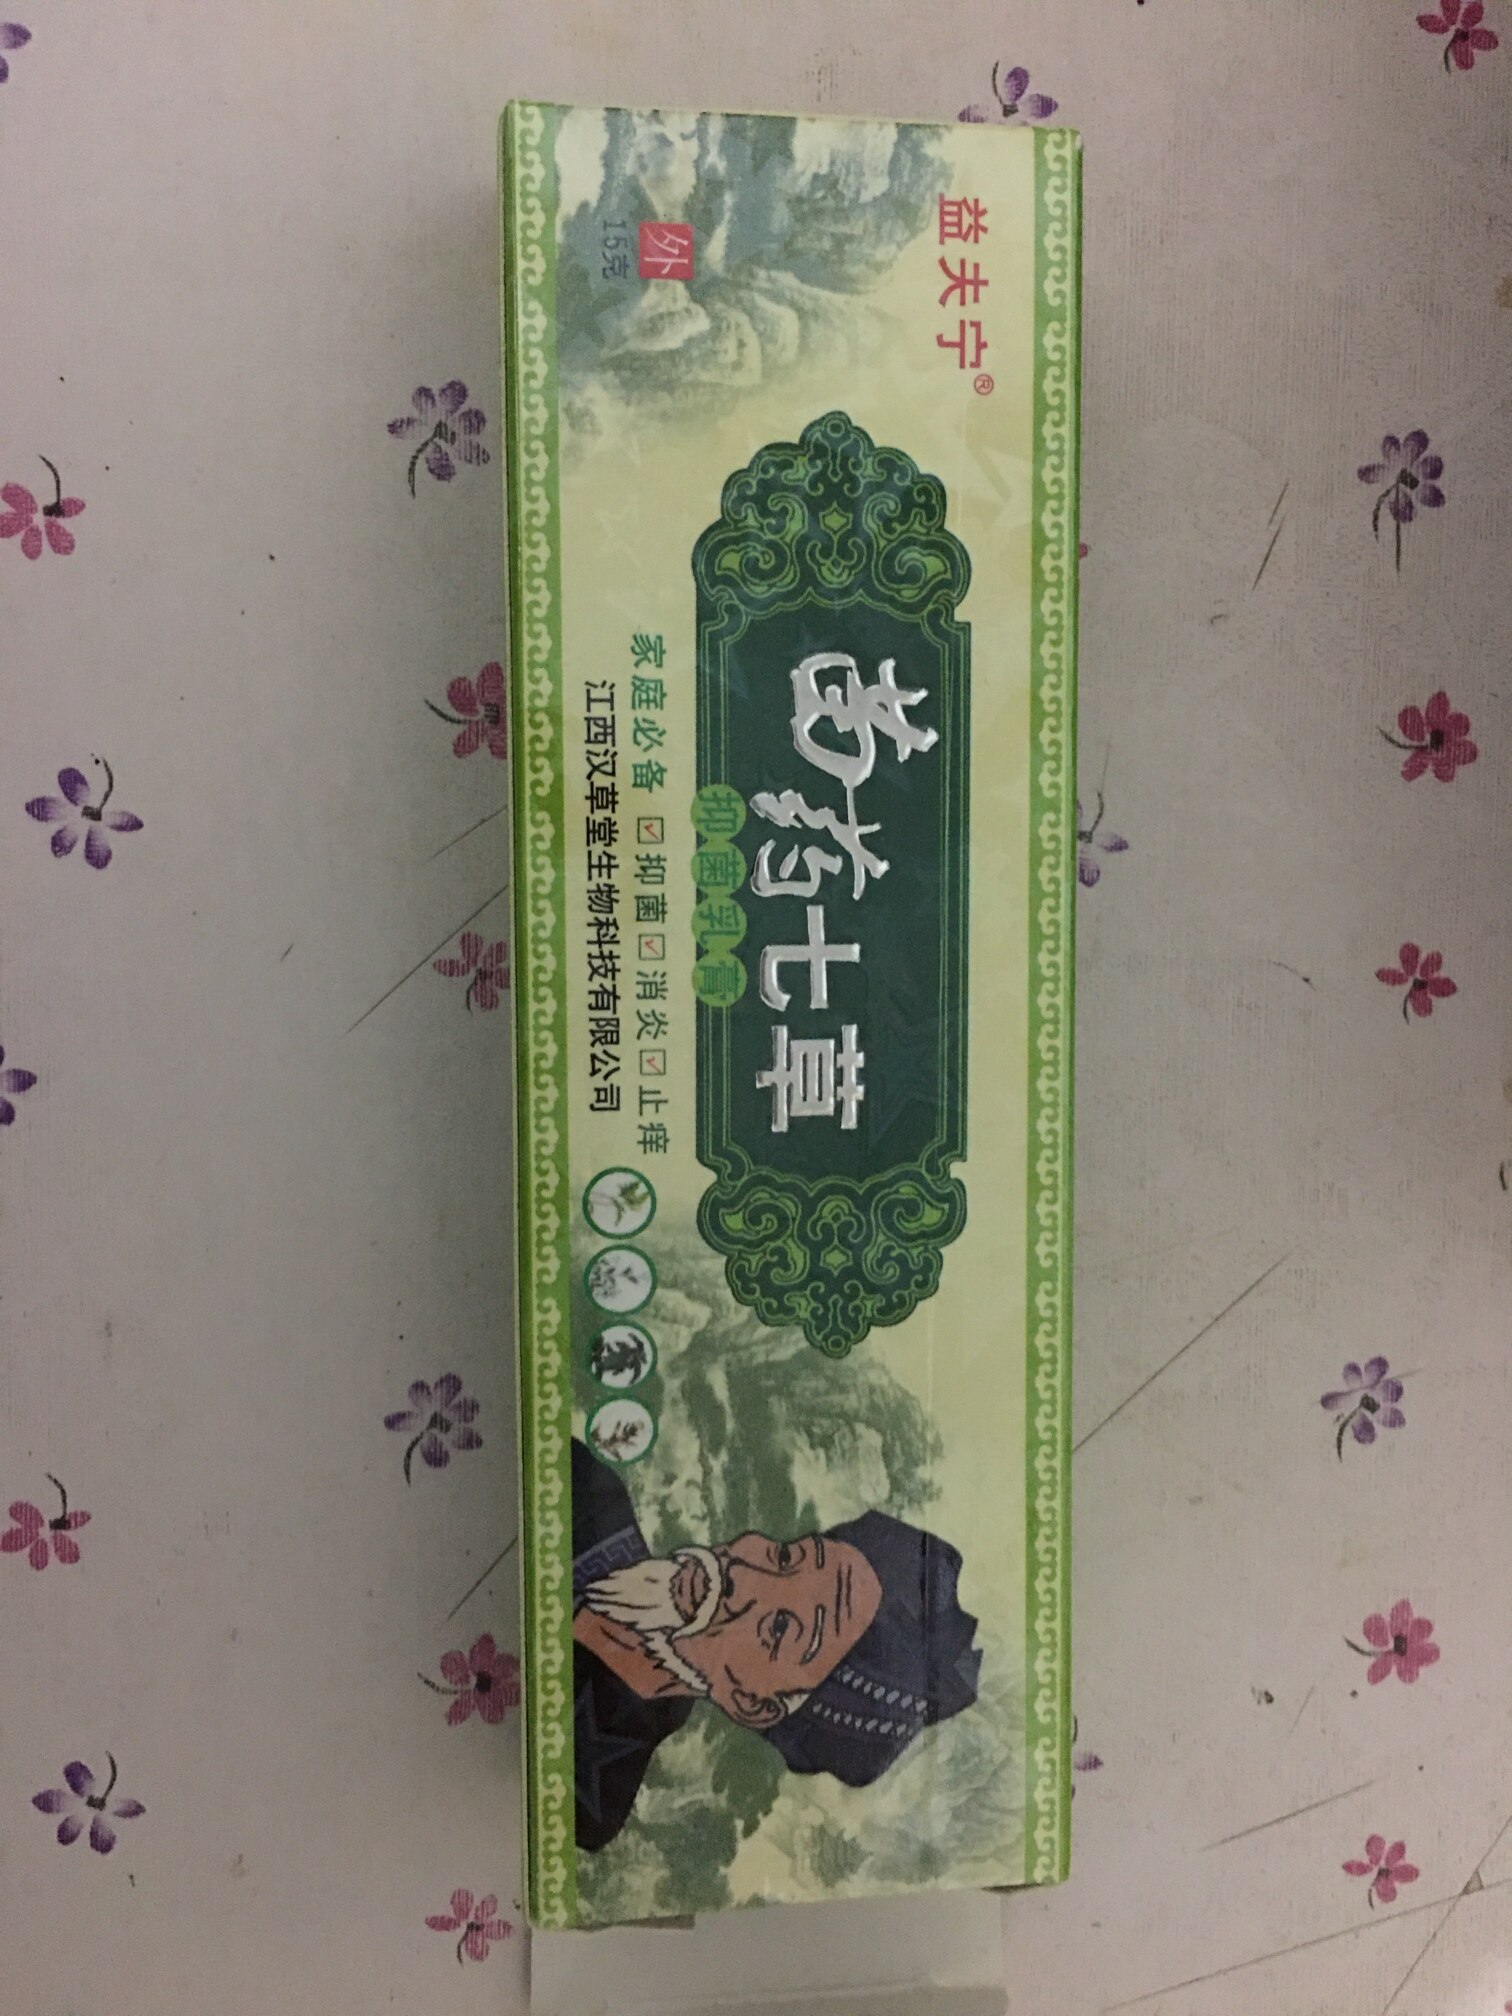 益夫宁®
苗药七草
抑菌乳膏
家庭必备 ☑抑菌☑消炎☑止痒
江西汉草堂生物科技有限公司
外
15克